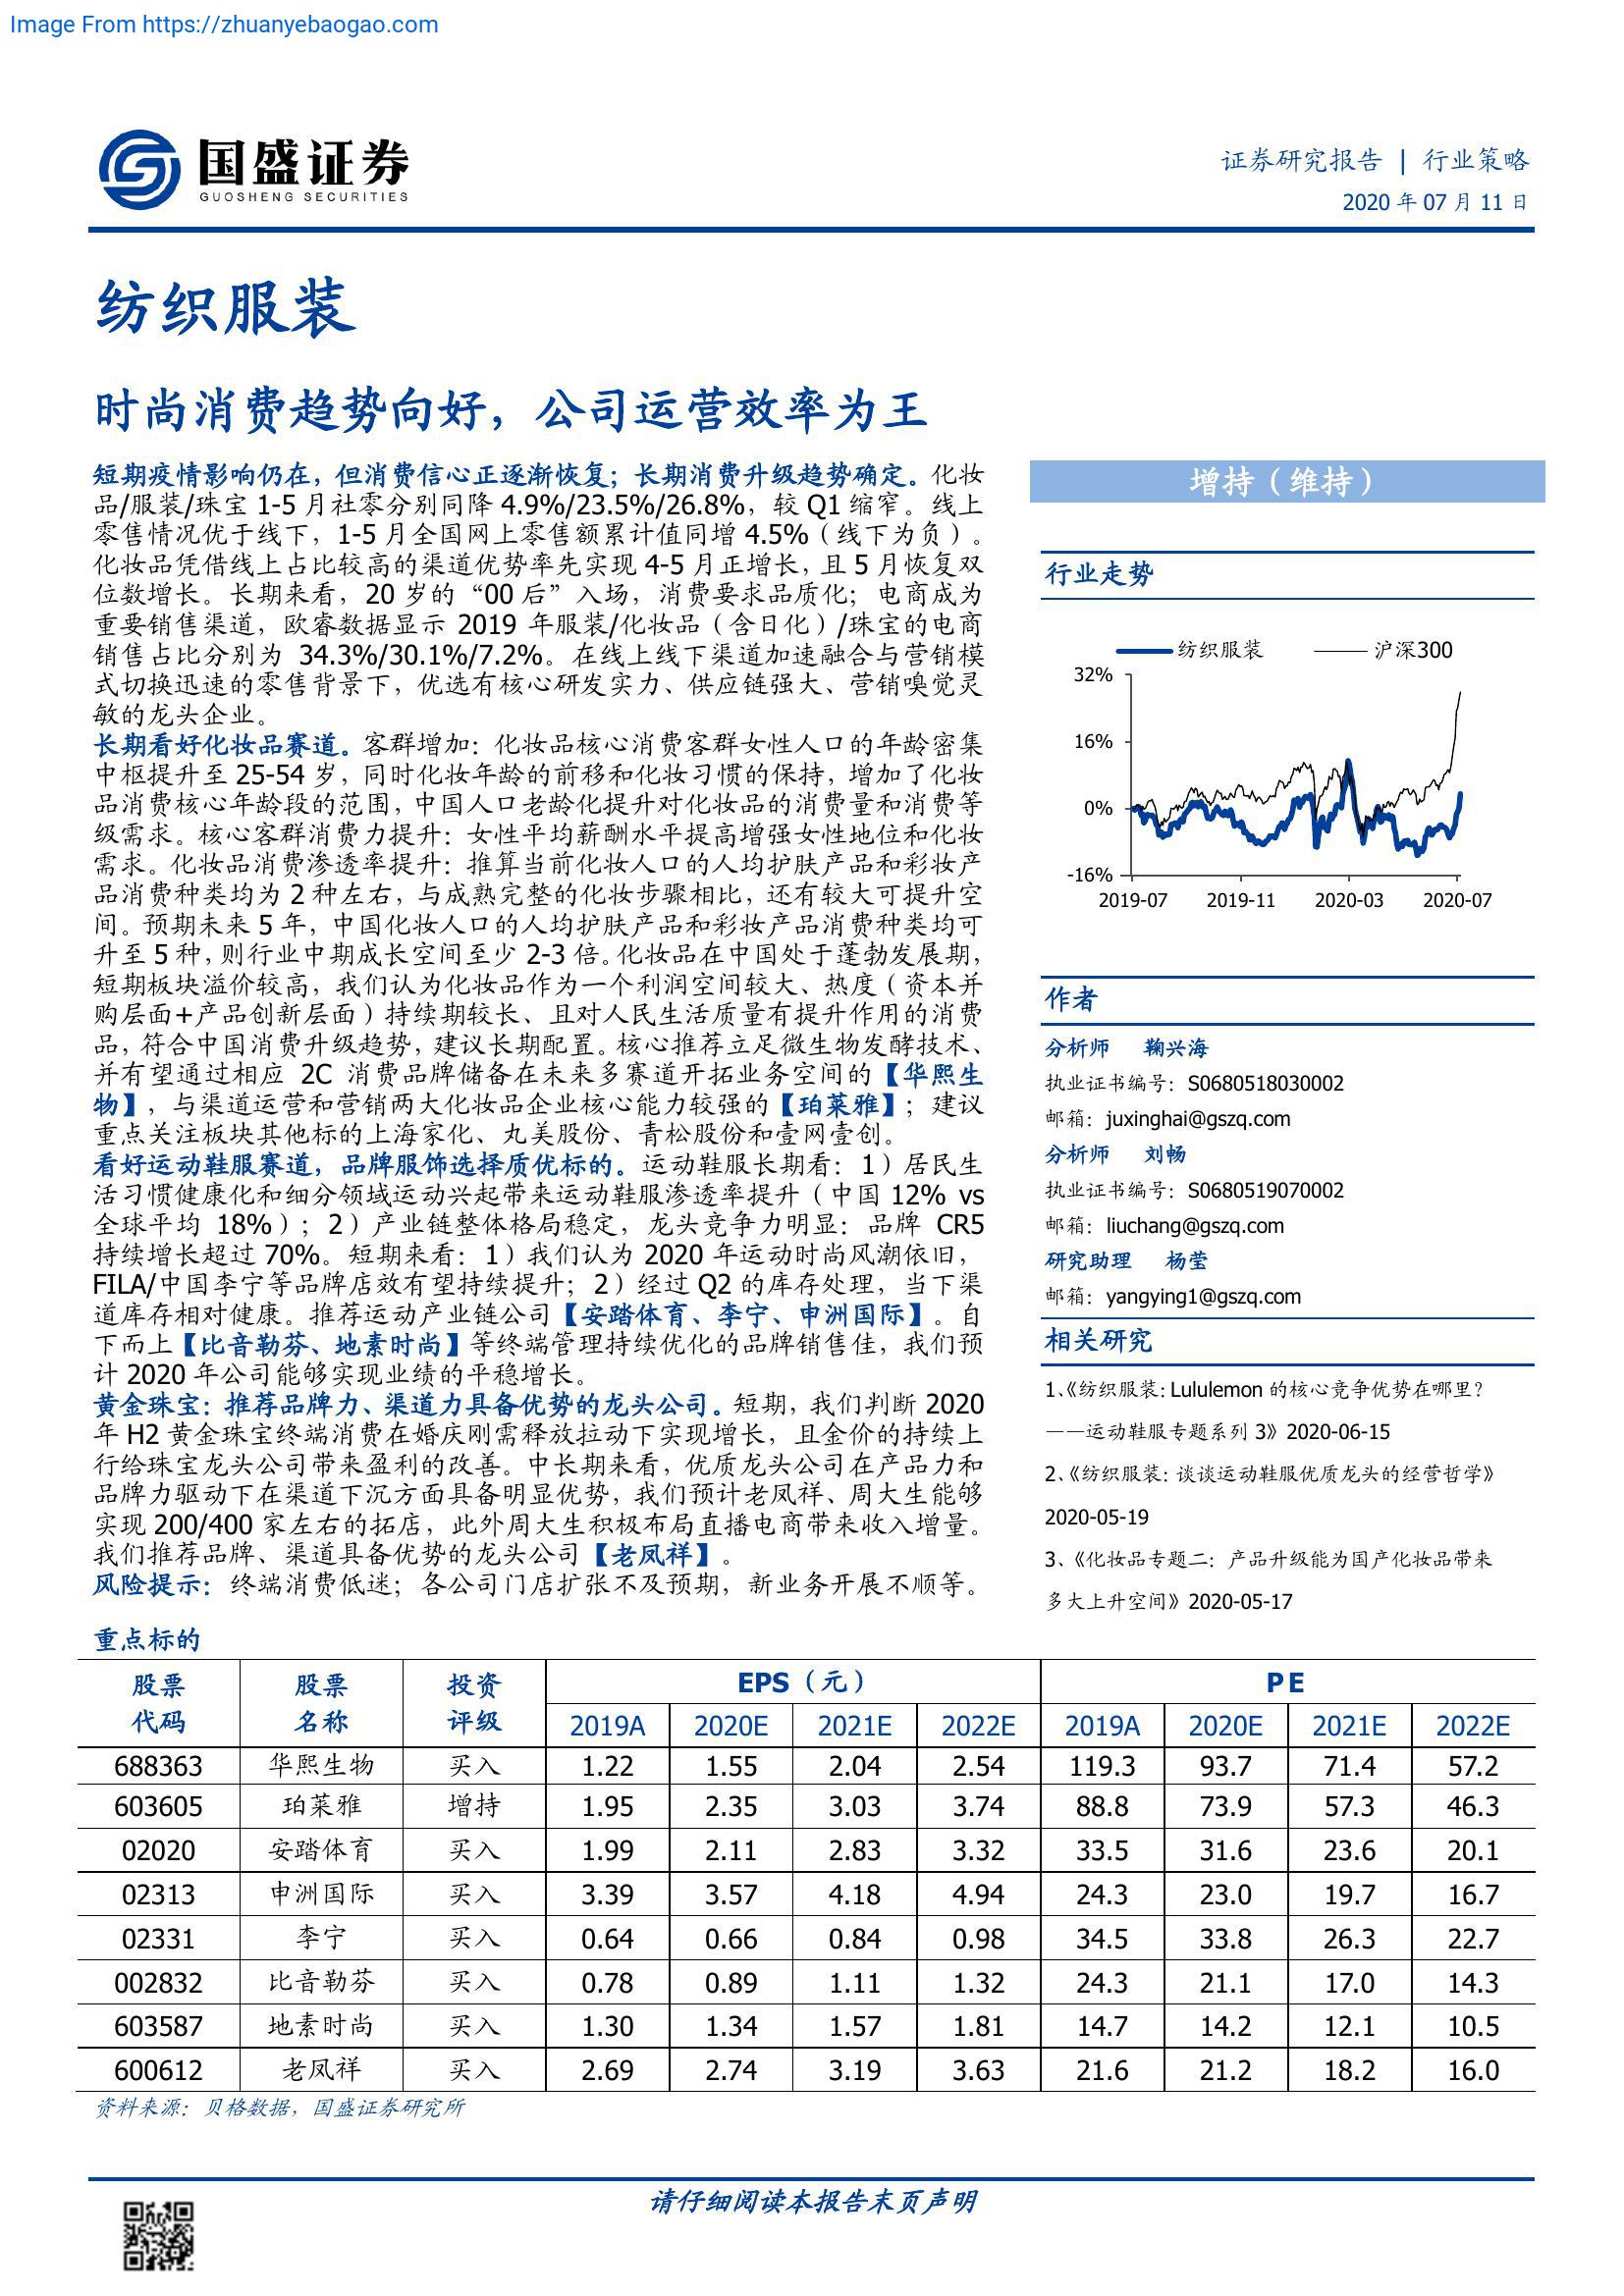 Image From https://zhuanyebaogao.com
国盛证券
GUOSHENG SECURITIES
证券研究报告 | 行业策略
2020 年 07 月 11 日
纺织服装
时尚消费趋势向好，公司运营效率为王
短期疫情影响仍在，但消费信心正逐渐恢复；长期消费升级趋势确定。化妆
品/服装/珠宝 1-5 月社零分别同降 4.9%/23.5%/26.8%，较 Q1 缩窄。线上
零售情况优于线下，1-5 月全国网上零售额累计值同增 4.5%（线下为负）。
化妆品凭借线上占比较高的渠道优势率先实现 4-5 月正增长，且 5 月恢复双
位数增长。长期来看，20 岁的“00 后”入场，消费要求品质化；电商成为
重要销售渠道，欧睿数据显示 2019 年服装/化妆品（含日化）/珠宝的电商
销售占比分别为 34.3%/30.1%/7.2%。在线上线下渠道加速融合与营销模
式切换迅速的零售背景下，优选有核心研发实力、供应链强大、营销嗅觉灵
敏的龙头企业。
长期看好化妆品赛道。客群增加：化妆品核心消费客群女性人口的年龄密集
中枢提升至 25-54 岁，同时化妆年龄的前移和化妆习惯的保持，增加了化妆
品消费核心年龄段的范围，中国人口老龄化提升对化妆品的消费量和消费等
级需求。核心客群消费力提升：女性平均薪酬水平提高增强女性地位和化妆
需求。化妆品消费渗透率提升：推算当前化妆人口的人均护肤产品和彩妆产
品消费种类均为 2 种左右，与成熟完整的化妆步骤相比，还有较大可提升空
间。预期未来 5 年，中国化妆人口的人均护肤产品和彩妆产品消费种类均可
升至 5 种，则行业中期成长空间至少 2-3 倍。化妆品在中国处于蓬勃发展期，
短期板块溢价较高，我们认为化妆品作为一个利润空间较大、热度（资本并
购层面+产品创新层面）持续期较长、且对人民生活质量有提升作用的消费
品，符合中国消费升级趋势，建议长期配置。核心推荐立足微生物发酵技术、
并有望通过相应 2C 消费品牌储备在未来多赛道开拓业务空间的【华熙生
物】，与渠道运营和营销两大化妆品企业核心能力较强的【珀莱雅】；建议
重点关注板块其他标的上海家化、丸美股份、青松股份和壹网壹创。
看好运动鞋服赛道，品牌服饰选择质优标的。运动鞋服长期看：1）居民生
活习惯健康化和细分领域运动兴起带来运动鞋服渗透率提升（中国 12% vs
全球平均 18%）；2）产业链整体格局稳定，龙头竞争力明显：品牌 CR5
持续增长超过 70%。短期来看：1）我们认为 2020 年运动时尚风潮依旧，
FILA/中国李宁等品牌店效有望持续提升；2）经过 Q2 的库存处理，当下渠
道库存相对健康。推荐运动产业链公司【安踏体育、李宁、申洲国际】。自
下而上【比音勒芬、地素时尚】等终端管理持续优化的品牌销售佳，我们预
计 2020 年公司能够实现业绩的平稳增长。
黄金珠宝：推荐品牌力、渠道力具备优势的龙头公司。短期，我们判断 2020
年 H2 黄金珠宝终端消费在婚庆刚需释放拉动下实现增长，且金价的持续上
行给珠宝龙头公司带来盈利的改善。中长期来看，优质龙头公司在产品力和
品牌力驱动下在渠道下沉方面具备明显优势，我们预计老凤祥、周大生能够
实现 200/400 家左右的拓店，此外周大生积极布局直播电商带来收入增量。
我们推荐品牌、渠道具备优势的龙头公司【老凤祥】。
风险提示：终端消费低迷；各公司门店扩张不及预期，新业务开展不顺等。
增持（维持）
行业走势
纺织服装 沪深300
32%
16%
0%
-16%
2019-07 2019-11 2020-03 2020-07
作者
分析师 鞠兴海
执业证书编号：S0680518030002
邮箱：juxinghai@gszq.com
分析师 刘畅
执业证书编号：S0680519070002
邮箱：liuchang@gszq.com
研究助理 杨莹
邮箱：yangying1@gszq.com
相关研究
1、《纺织服装：Lululemon 的核心竞争优势在哪里？
——运动鞋服专题系列 3》2020-06-15
2、《纺织服装：谈谈运动鞋服优质龙头的经营哲学》
2020-05-19
3、《化妆品专题二：产品升级能为国产化妆品带来
多大上升空间》2020-05-17
重点标的
股票 股票 投资 EPS（元） PE
代码 名称 评级 2019A 2020E 2021E 2022E 2019A 2020E 2021E 2022E
688363 华熙生物 买入 1.22 1.55 2.04 2.54 119.3 93.7 71.4 57.2
603605 珀莱雅 增持 1.95 2.35 3.03 3.74 88.8 73.9 57.3 46.3
02020 安踏体育 买入 1.99 2.11 2.83 3.32 33.5 31.6 23.6 20.1
02313 申洲国际 买入 3.39 3.57 4.18 4.94 24.3 23.0 19.7 16.7
02331 李宁 买入 0.64 0.66 0.84 0.98 34.5 33.8 26.3 22.7
002832 比音勒芬 买入 0.78 0.89 1.11 1.32 24.3 21.1 17.0 14.3
603587 地素时尚 买入 1.30 1.34 1.57 1.81 14.7 14.2 12.1 10.5
600612 老凤祥 买入 2.69 2.74 3.19 3.63 21.6 21.2 18.2 16.0
资料来源：贝格数据，国盛证券研究所
请仔细阅读本报告末页声明